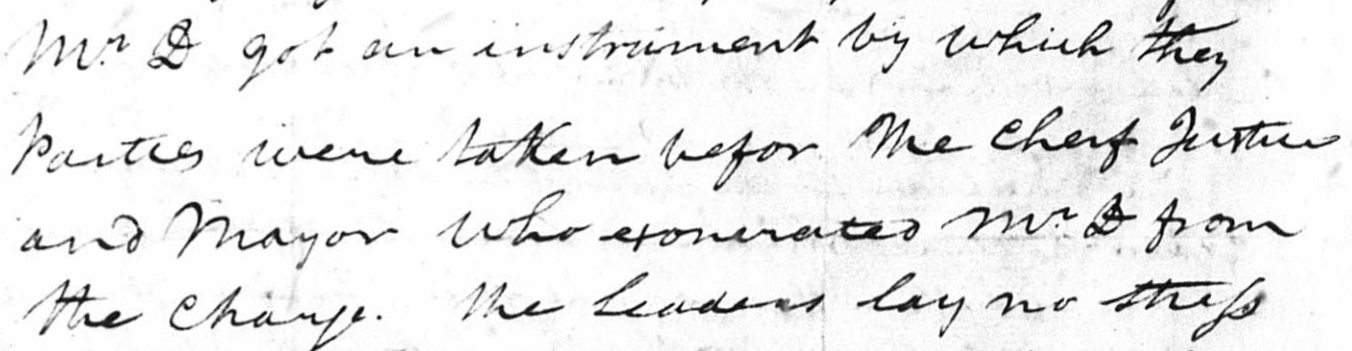 Mr. D got an instrument by which they
Parties were taken befor the Cheif Justice
and Mayor who exonerated Mr D from
the Charge. The Leaders lay no stress